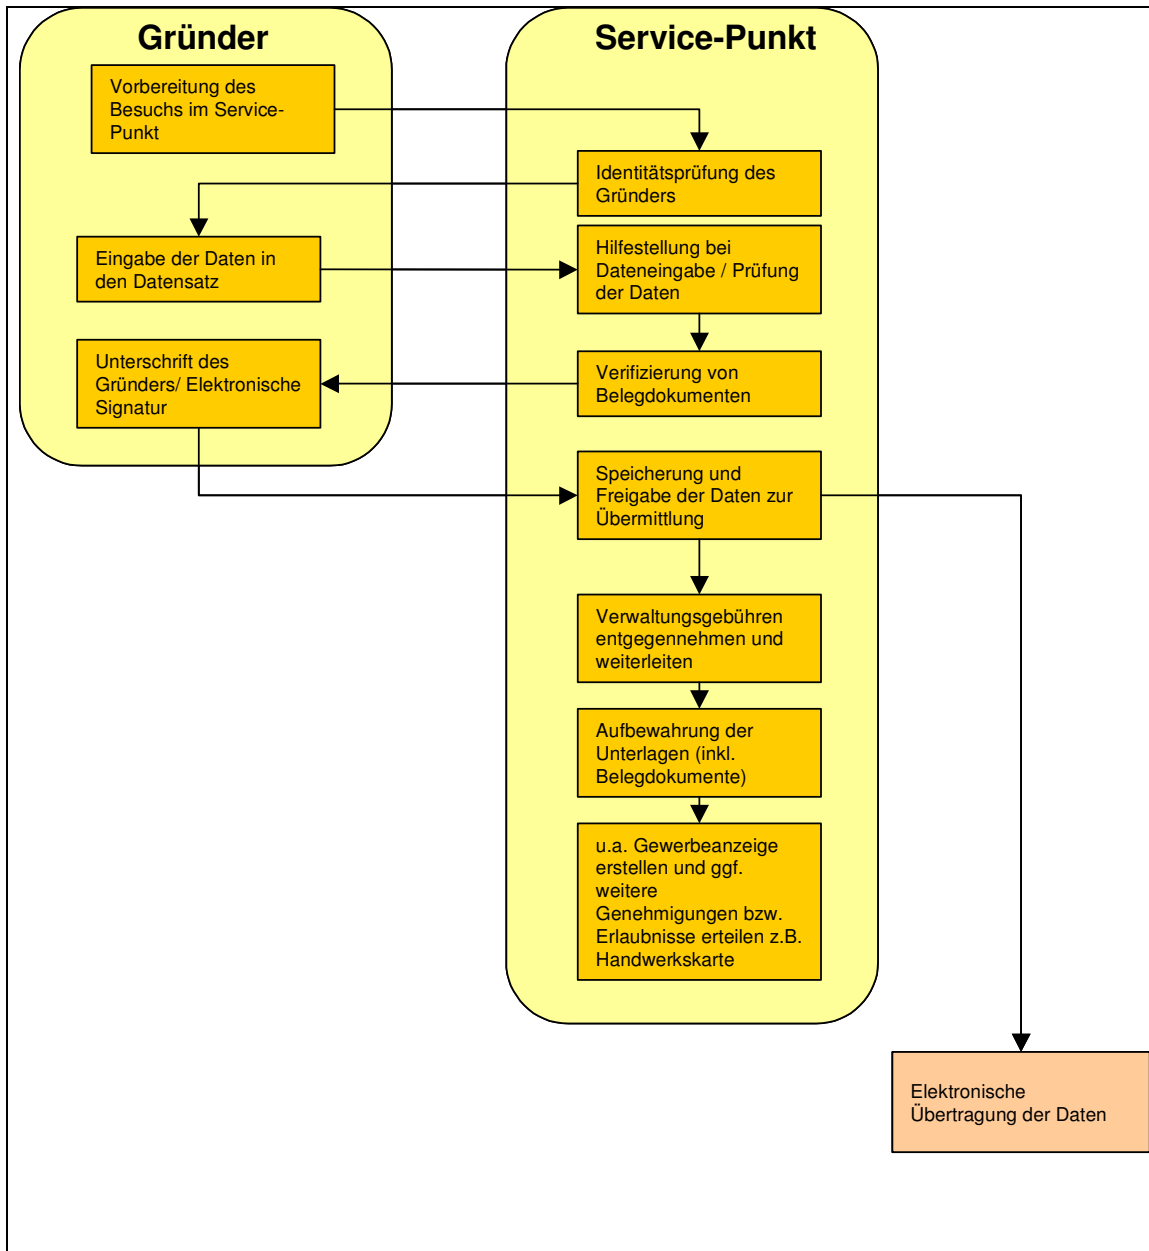 Gründer
Vorbereitung des
Besuchs im Service-
Punkt
Eingabe der Daten in
den Datensatz
Unterschrift des
Gründers/ Elektronische
Signatur
Service-Punkt
Identitätsprüfung des
Gründers
Hilfestellung bei
Dateneingabe / Prüfung
der Daten
Verifizierung von
Belegdokumenten
Speicherung und
Freigabe der Daten zur
Übermittlung
Verwaltungsgebühren
entgegennehmen und
weiterleiten
Aufbewahrung der
Unterlagen (inkl.
Belegdokumente)
u.a. Gewerbeanzeige
erstellen und ggf.
weitere
Genehmigungen bzw.
Erlaubnisse erteilen z.B.
Handwerkskarte
Elektronische
Übertragung der Daten